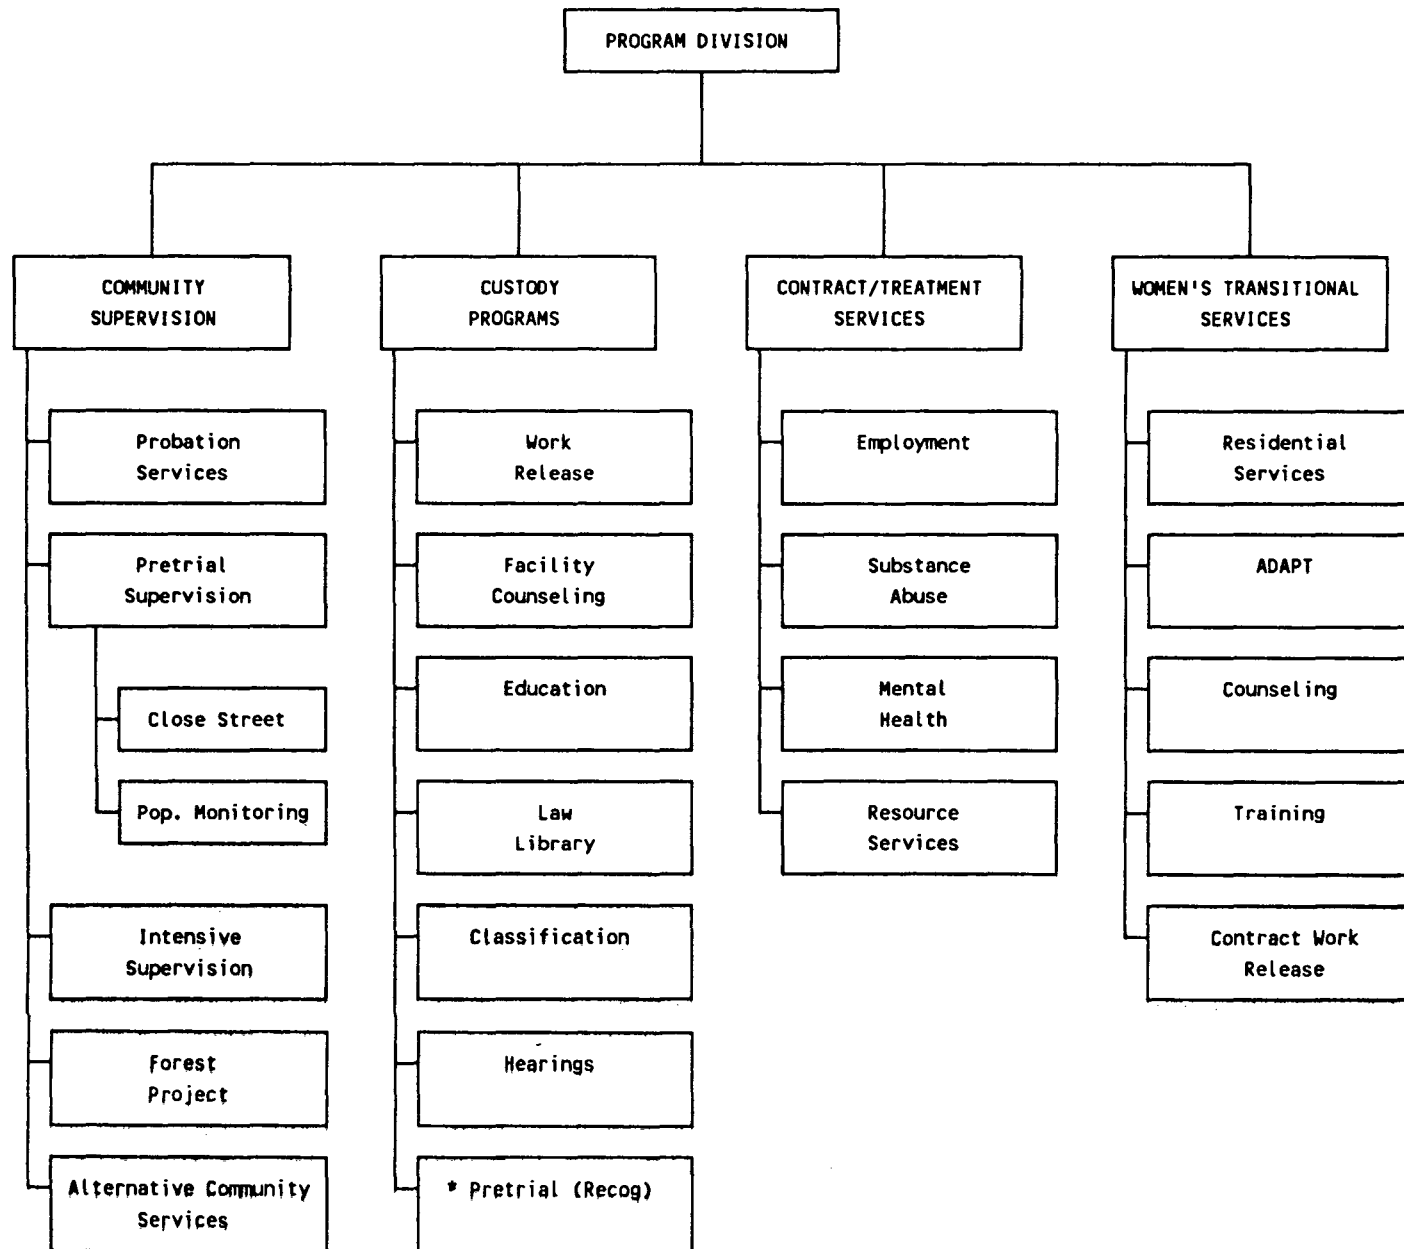 PROGRAM DIVISION
COMMUNITY
SUPERVISION
Probation
Services
Pretrial
Supervision
Close Street
Pop. Monitoring
Intensive
Supervision
Forest
Project
Alternative Community
Services
CUSTODY
PROGRAMS
Work
Release
Facility
Counseling
Education
Law
Library
Classification
Hearings
* Pretrial (Recog)
CONTRACT/TREATMENT
SERVICES
Employment
Substance
Abuse
Mental
Health
Resource
Services
WOMEN'S TRANSITIONAL
SERVICES
Residential
Services
ADAPT
Counseling
Training
Contract Work
Release